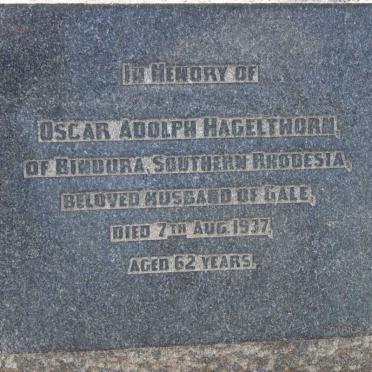 In Memory of
Oscar Adolph Hagelthorn,
of Bindura, Southern Rhodesia,
beloved husband of Gale,
died 7th Aug. 1937,
aged 62 years.